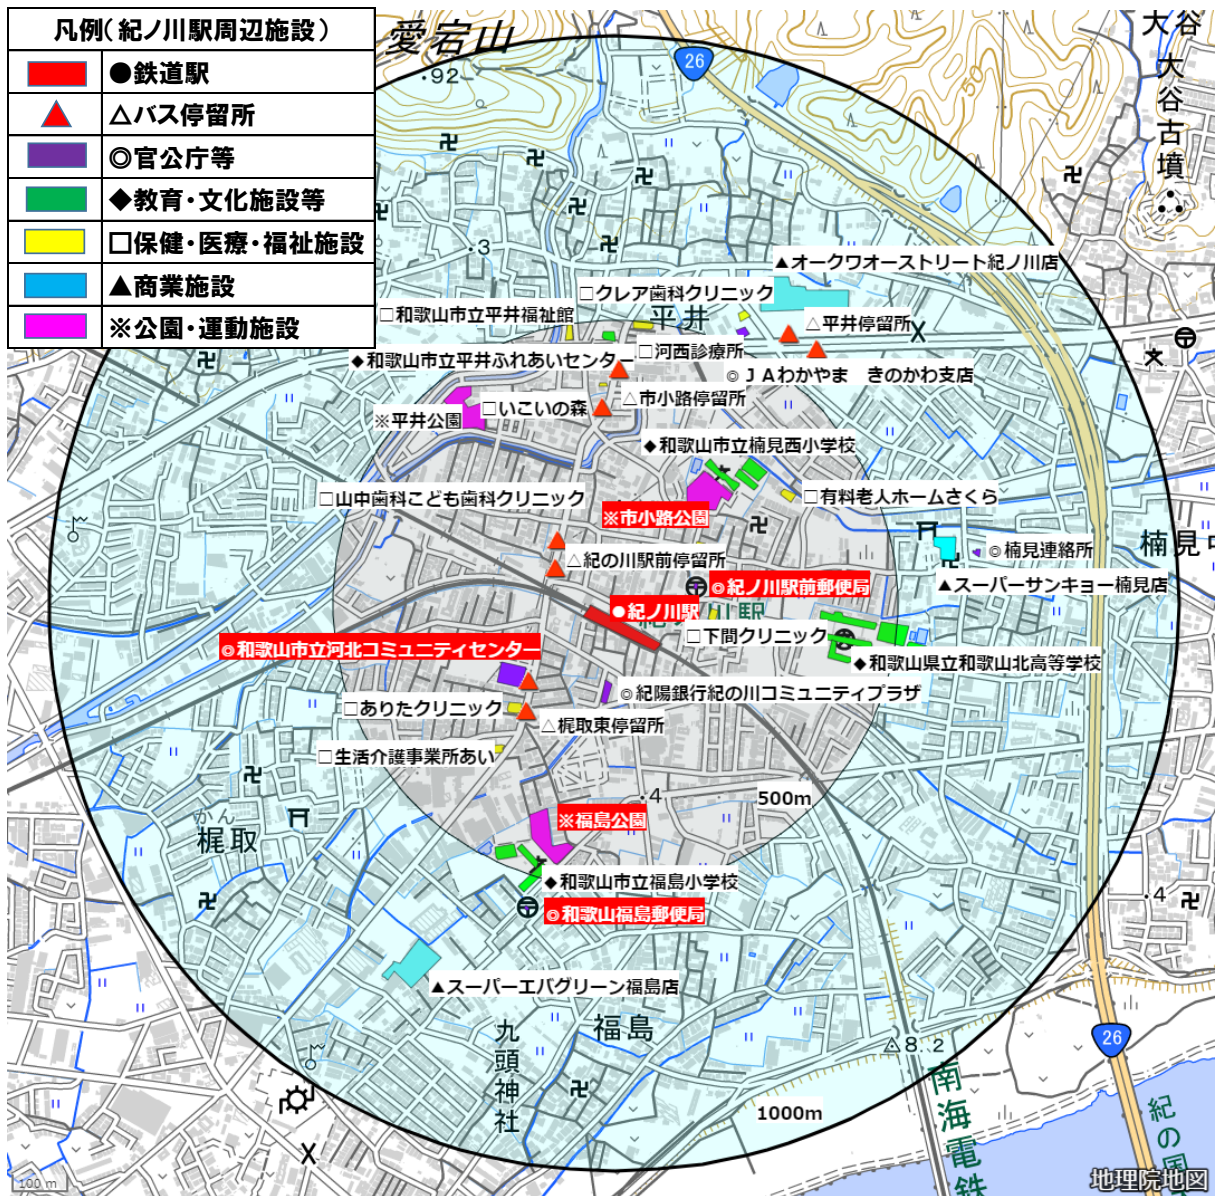 凡例(紀ノ川駅周辺施設)
●鉄道駅
△バス停留所
◎官公庁等
◆教育・文化施設等
□保健・医療・福祉施設
▲商業施設
※公園・運動施設
愛宕山
・92
26
大谷
大谷古墳
50
・3
▲オークワオーストリート紀ノ川店
□クレア歯科クリニック
□和歌山市立平井福祉館
平井
△平井停留所
□河西診療所
◆和歌山市立平井ふれあいセンター
◎JAわかやま きのかわ支店
△市小路停留所
□いこいの森
※平井公園
◆和歌山市立楠見西小学校
□山中歯科こども歯科クリニック
□有料老人ホームさくら
※市小路公園
楠見中
◎楠見連絡所
△紀の川駅前停留所
▲スーパーサンキョー楠見店
◎紀ノ川駅前郵便局
●紀ノ川駅
□下間クリニック
◎和歌山市立河北コミュニティセンター
◆和歌山県立和歌山北高等学校
◎紀陽銀行紀の川コミュニティプラザ
□ありたクリニック
△梶取東停留所
□生活介護事業所あい
500m
・4
かんどり
梶取
※福島公園
◆和歌山市立福島小学校
◎和歌山福島郵便局
・4
▲スーパーエバグリーン福島店
九頭神社
福島
8.2
26
南海電鉄
紀の国
1000m
100 m
地理院地図